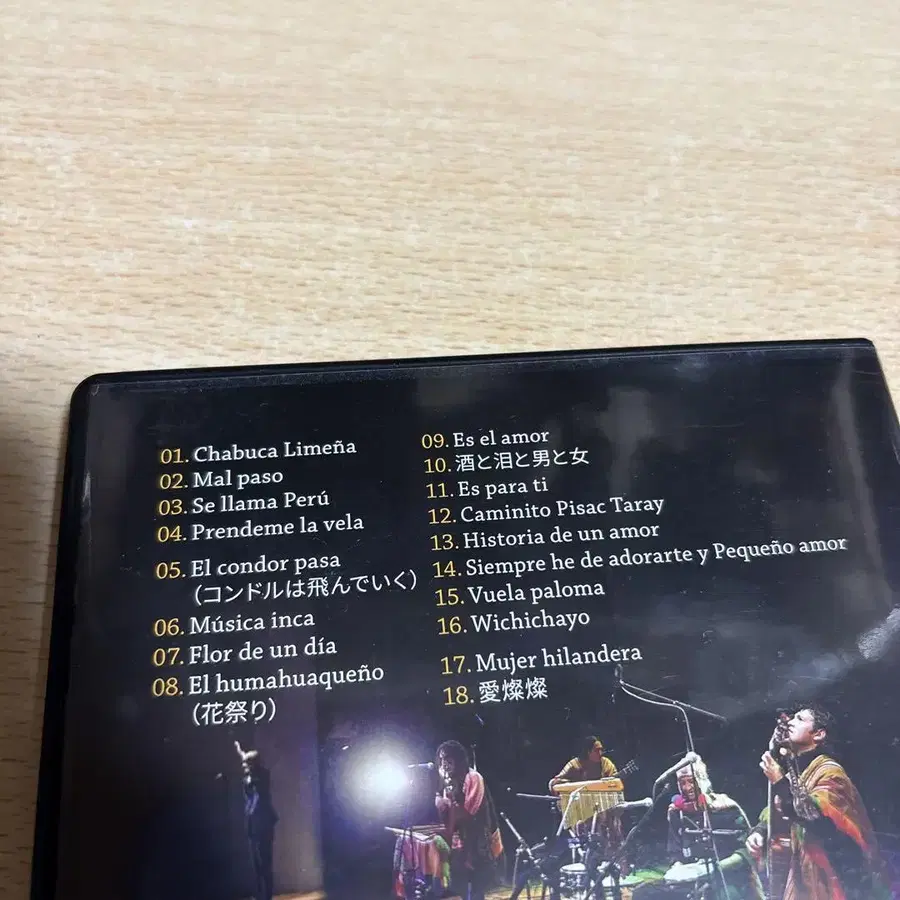 01. Chabuca Limeña
02. Mal paso
03. Se llama Perú
04. Prendeme la vela
05. El condor pasa
(コンドルは飛んでいく)
06. Música inca
07. Flor de un día
08. El humahuaqueño
(花祭り)
09. Es el amor
10. 酒と泪と男と女
11. Es para ti
12. Caminito Pisac Taray
13. Historia de un amor
14. Siempre he de adorarte y Pequeño amor
15. Vuela paloma
16. Wichichayo
17. Mujer hilandera
18. 愛燦燦